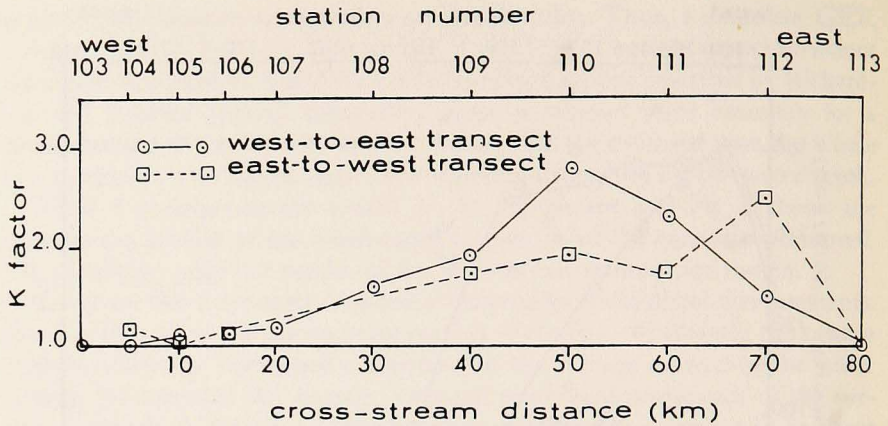 station number
west east
103 104 105 106 107 108 109 110 111 112 113
3.0
2.0
1.0
K factor
west-to-east transect
east-to-west transect
10 20 30 40 50 60 70 80
cross-stream distance (km)